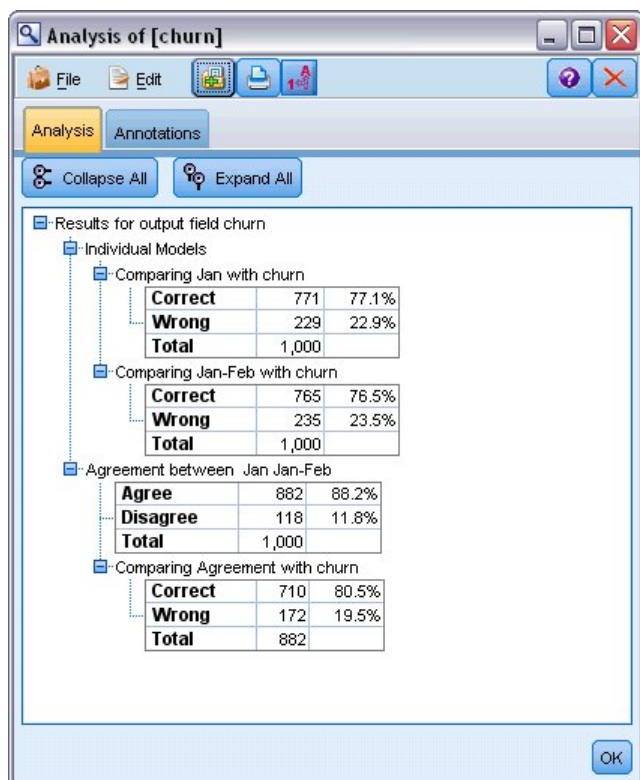 Analysis of [churn]
File Edit
Analysis Annotations
Collapse All Expand All
Results for output field churn
Individual Models
Comparing Jan with churn
Correct 771 77.1%
Wrong 229 22.9%
Total 1,000
Comparing Jan-Feb with churn
Correct 765 76.5%
Wrong 235 23.5%
Total 1,000
Agreement between Jan Jan-Feb
Agree 882 88.2%
Disagree 118 11.8%
Total 1,000
Comparing Agreement with churn
Correct 710 80.5%
Wrong 172 19.5%
Total 882
OK